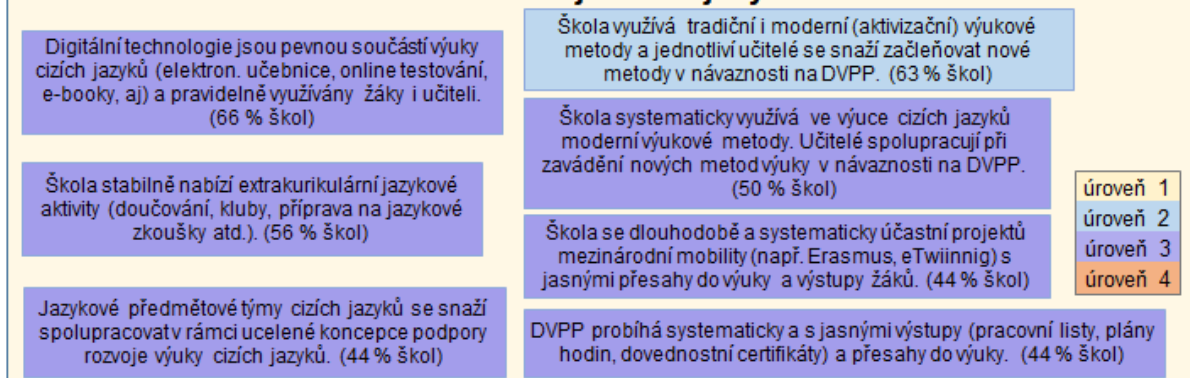 Digitální technologie jsou pevnou součástí výuky
cizích jazyků (elektron. učebnice, online testování,
e-booky, aj) a pravidelně využívány žáky i učiteli.
(66 % škol)
Škola stabilně nabízí extrakurikulární jazykové
aktivity (doučování, kluby, příprava na jazykové
zkoušky atd.). (56 % škol)
Jazykové předmětové týmy cizích jazyků se snaží
spolupracovat v rámci ucelené koncepce podpory
rozvoje výuky cizích jazyků. (44 % škol)
Škola využívá tradiční i moderní (aktivizační) výukové
metody a jednotliví učitelé se snaží začleňovat nové
metody v návaznosti na DVPP. (63 % škol)
Škola systematicky využívá ve výuce cizích jazyků
moderní výukové metody. Učitelé spolupracují při
zavádění nových metod výuky v návaznosti na DVPP.
(50 % škol)
Škola se dlouhodobě a systematicky účastní projektů
mezinárodní mobility (např. Erasmus, eTwiinnig) s
jasnými přesahy do výuky a výstupy žáků. (44 % škol)
DVPP probíhá systematicky a s jasnými výstupy (pracovní listy, plány
hodin, dovednostní certifikáty) a přesahy do výuky. (44 % škol)
úroveň 1
úroveň 2
úroveň 3
úroveň 4